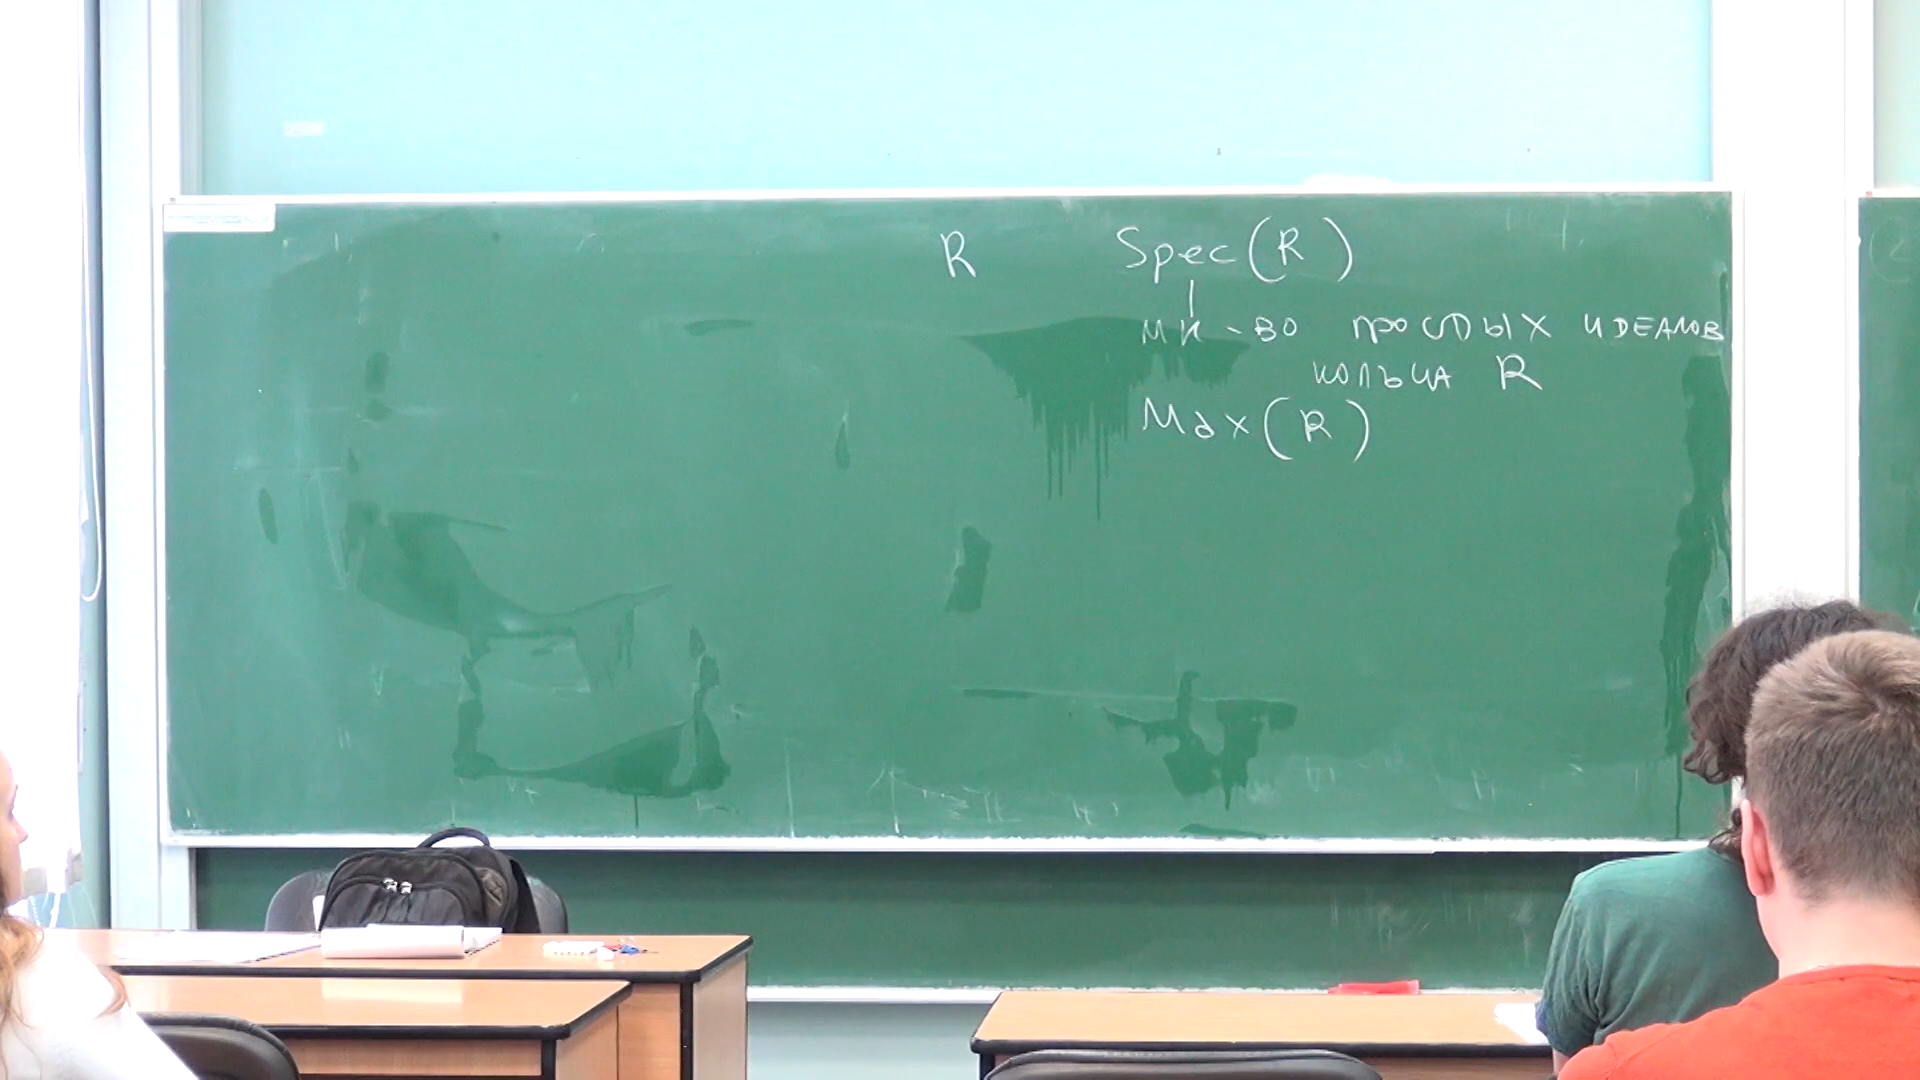 R Spec(R)
мн-во простых идеалов
кольца R
Max(R)